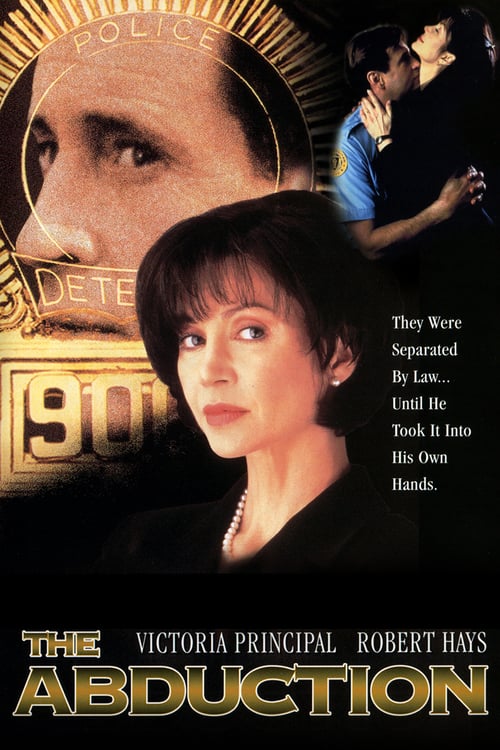 POLICE
DETE
90
They Were
Separated
By Law...
Until He
Took It Into
His Own
Hands.
THE
VICTORIA PRINCIPAL ROBERT HAYS
ABDUCTION